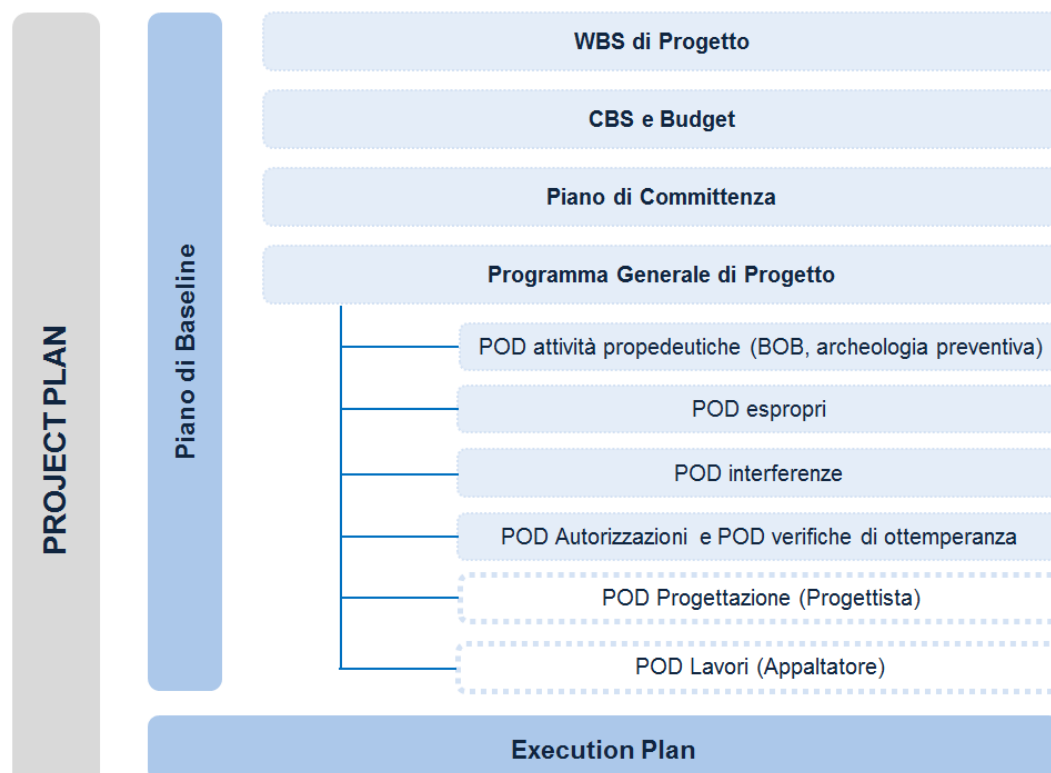 PROJECT PLAN
Piano di Baseline
WBS di Progetto
CBS e Budget
Piano di Committenza
Programma Generale di Progetto
POD attività propedeutiche (BOB, archeologia preventiva)
POD espropri
POD interferenze
POD Autorizzazioni e POD verifiche di ottemperanza
POD Progettazione (Progettista)
POD Lavori (Appaltatore)
Execution Plan